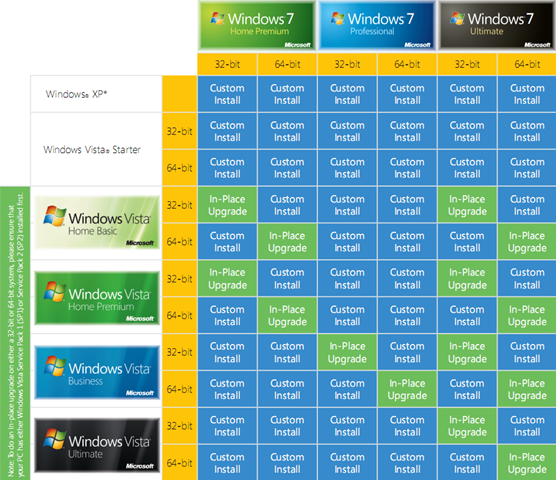 Windows 7 Windows 7 Windows 7
Home Premium Professional Ultimate
Microsoft Microsoft Microsoft
32-bit 64-bit 32-bit 64-bit 32-bit 64-bit
Windows® XP* Custom Install Custom Install Custom Install Custom Install Custom Install Custom Install
Windows Vista® Starter
32-bit Custom Install Custom Install Custom Install Custom Install Custom Install Custom Install
64-bit Custom Install Custom Install Custom Install Custom Install Custom Install Custom Install
Windows Vista
Home Basic
Microsoft
32-bit In-Place Upgrade Custom Install Custom Install Custom Install In-Place Upgrade Custom Install
64-bit Custom Install In-Place Upgrade Custom Install Custom Install Custom Install In-Place Upgrade
Windows Vista
Home Premium
Microsoft
32-bit In-Place Upgrade Custom Install Custom Install Custom Install In-Place Upgrade Custom Install
64-bit Custom Install In-Place Upgrade Custom Install Custom Install Custom Install In-Place Upgrade
Windows Vista
Business
Microsoft
32-bit Custom Install Custom Install In-Place Upgrade Custom Install In-Place Upgrade Custom Install
64-bit Custom Install Custom Install Custom Install In-Place Upgrade Custom Install In-Place Upgrade
Windows Vista
Ultimate
Microsoft
32-bit Custom Install Custom Install Custom Install Custom Install In-Place Upgrade Custom Install
64-bit Custom Install Custom Install Custom Install Custom Install Custom Install In-Place Upgrade
Note: To do an In-place upgrade on either a 32-bit or 64-bit system, please ensure that
your PC has either Windows Vista Service Pack 1 (SP1) or Service Pack 2 (SP2) installed first.